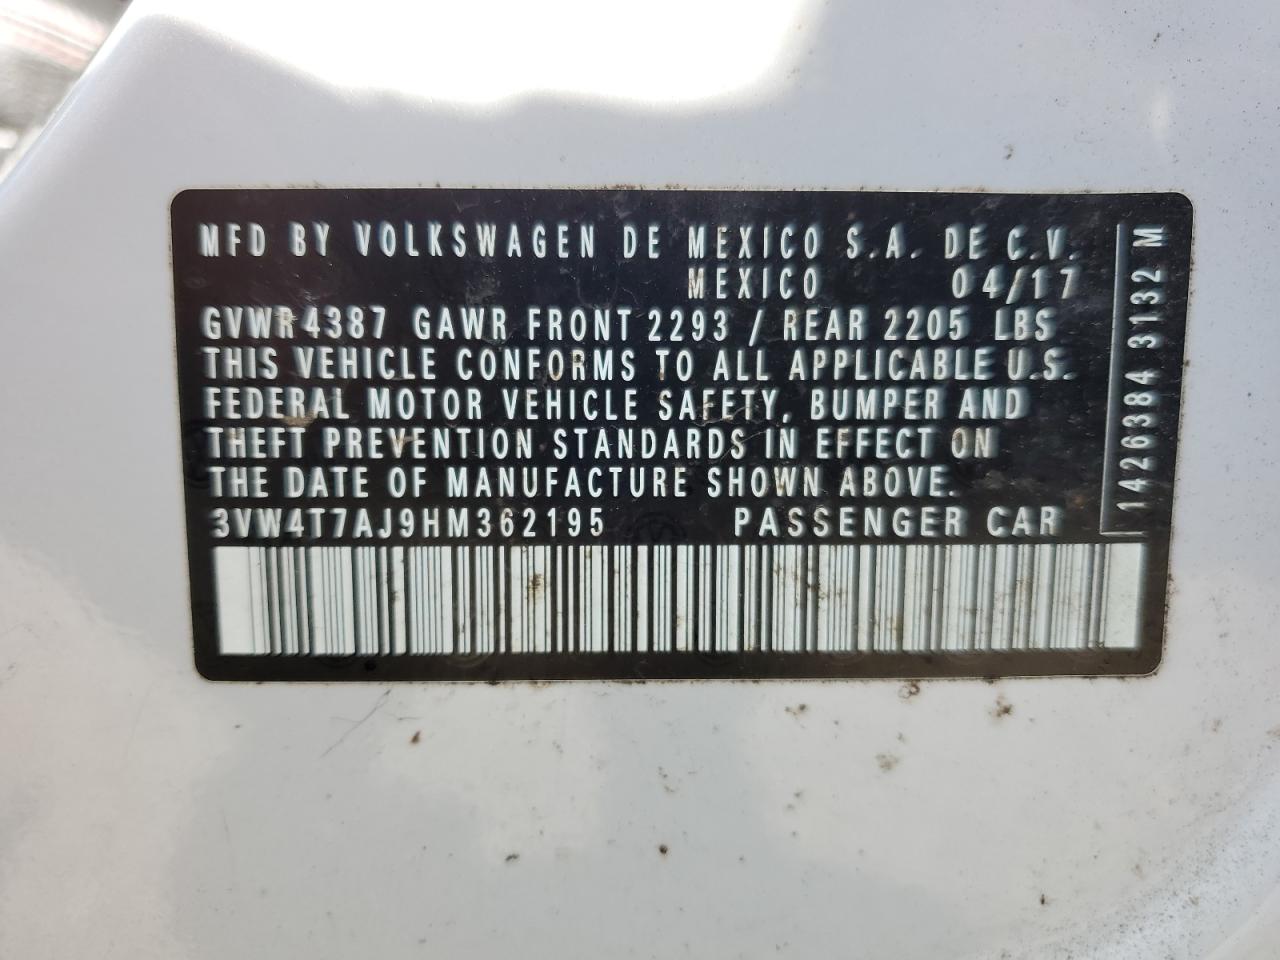 MFD BY VOLKSWAGEN DE MEXICO S.A. DE C.V.
MEXICO 04/17
GVWR 4387 GAWR FRONT 2293 / REAR 2205 LBS
THIS VEHICLE CONFORMS TO ALL APPLICABLE U.S.
FEDERAL MOTOR VEHICLE SAFETY, BUMPER AND
THEFT PREVENTION STANDARDS IN EFFECT ON
THE DATE OF MANUFACTURE SHOWN ABOVE.
3VW4T7AJ9HM362195 PASSENGER CAR
1426384 3132 M